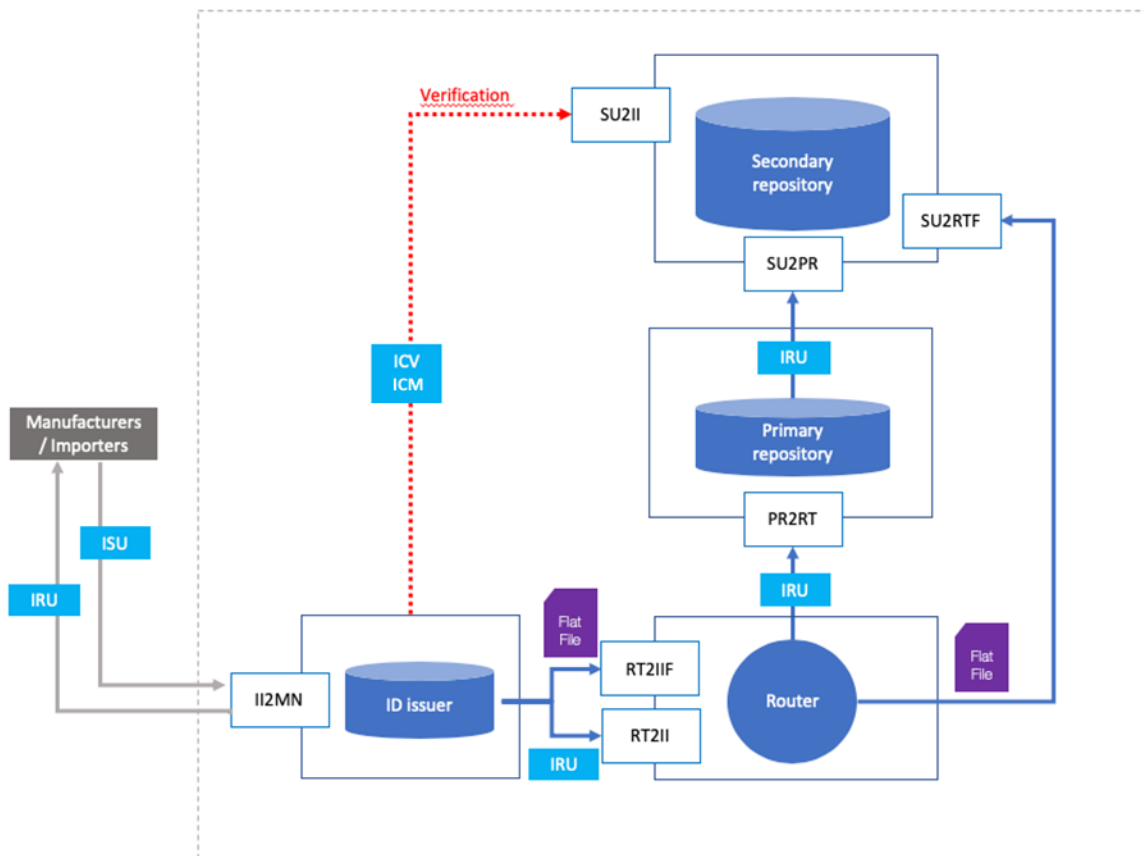 Verification
SU2II
Secondary
repository
SU2RTF
SU2PR
ICV
ICM
IRU
Manufacturers
/ Importers
Primary
repository
PR2RT
ISU
IRU
IRU
Flat
File
Flat
File
RT2IIF
II2MN
ID issuer
Router
RT2II
IRU